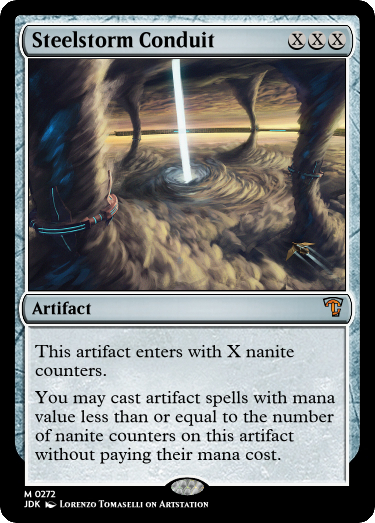 Steelstorm Conduit XXX
Artifact
This artifact enters with X nanite
counters.
You may cast artifact spells with mana
value less than or equal to the number
of nanite counters on this artifact
without paying their mana cost.
M 0272
JDK Lorenzo Tomaselli on Artstation